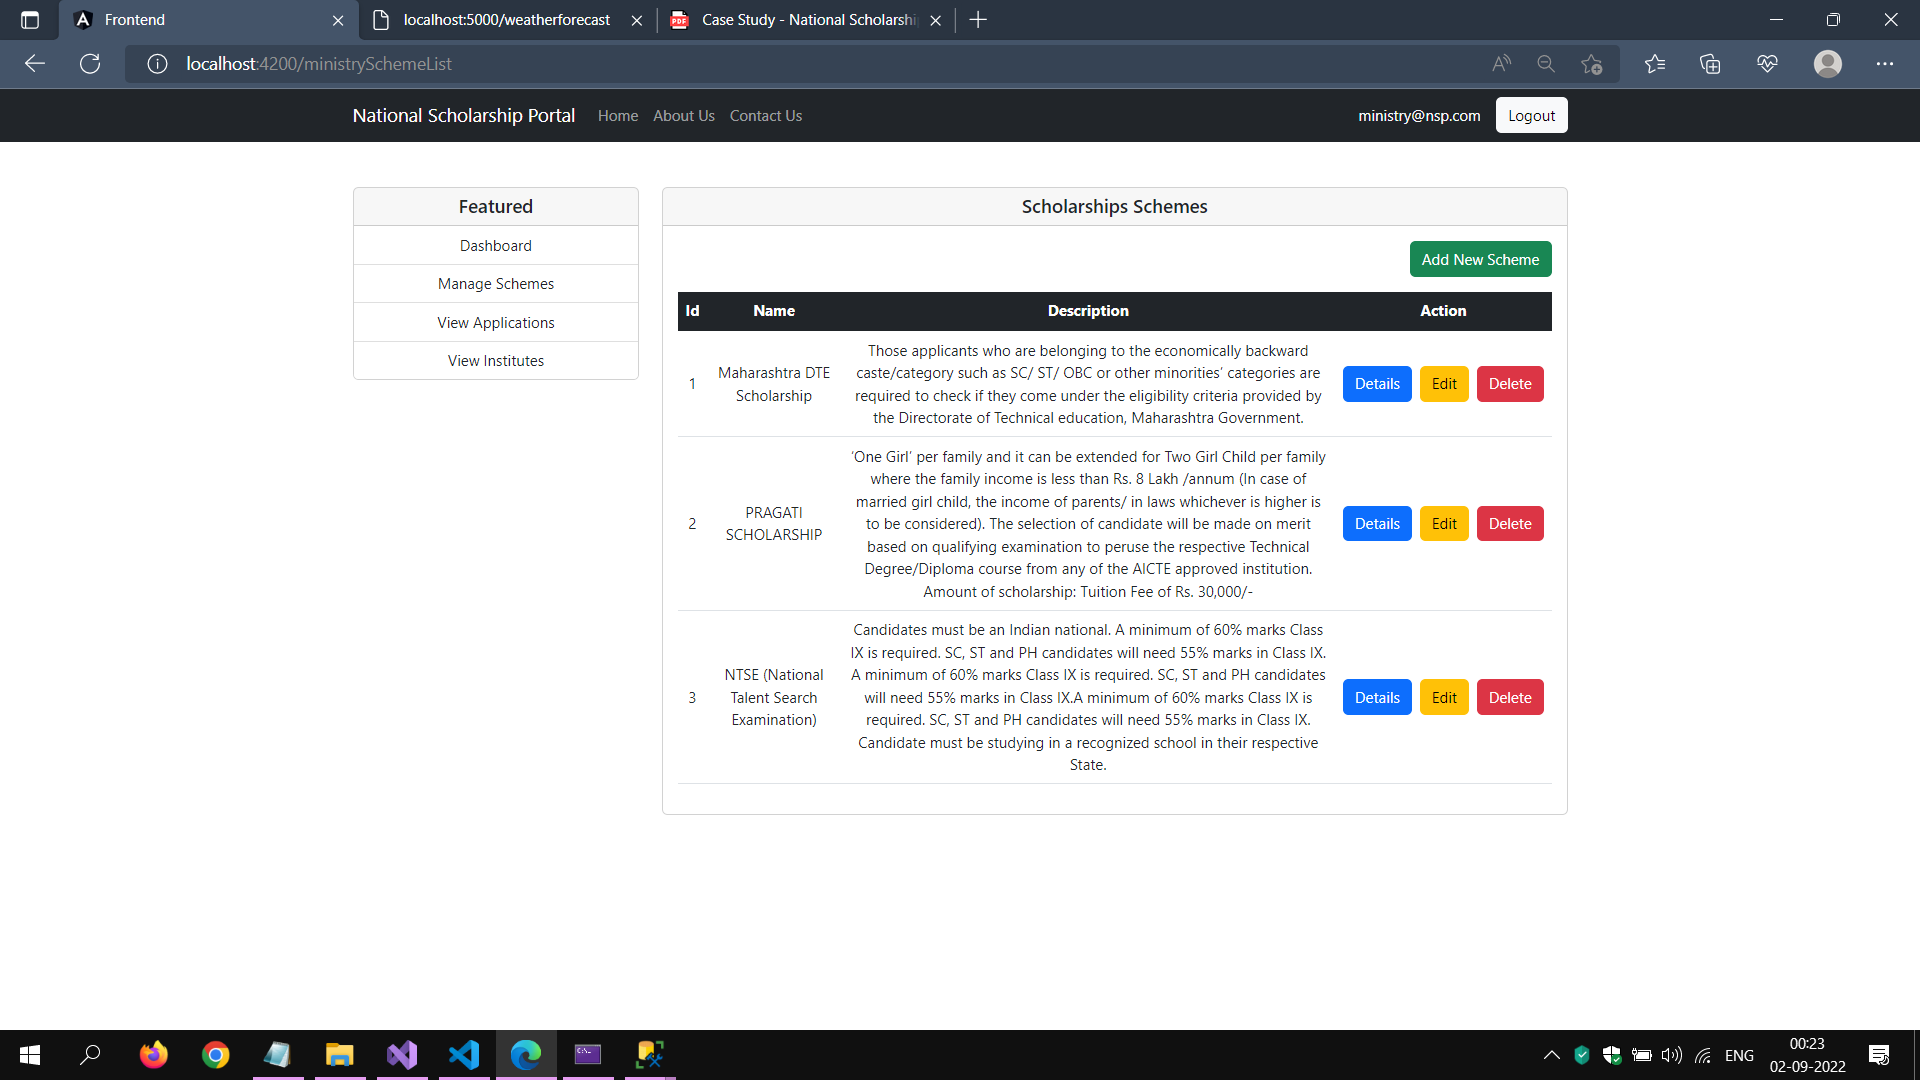 Frontend
localhost:5000/weatherforecast
Case Study - National Scholarshi
localhost:4200/ministrySchemeList
National Scholarship Portal
Home
About Us
Contact Us
ministry@nsp.com
Logout
Featured
Dashboard
Manage Schemes
View Applications
View Institutes
Scholarships Schemes
Add New Scheme
Id Name Description Action
1
Maharashtra DTE
Scholarship
Those applicants who are belonging to the economically backward
caste/category such as SC/ ST/ OBC or other minorities’ categories are
required to check if they come under the eligibility criteria provided by
the Directorate of Technical education, Maharashtra Government.
Details Edit Delete
2
PRAGATI
SCHOLARSHIP
‘One Girl’ per family and it can be extended for Two Girl Child per family
where the family income is less than Rs. 8 Lakh /annum (In case of
married girl child, the income of parents/ in laws whichever is higher is
to be considered). The selection of candidate will be made on merit
based on qualifying examination to peruse the respective Technical
Degree/Diploma course from any of the AICTE approved institution.
Amount of scholarship: Tuition Fee of Rs. 30,000/-
Details Edit Delete
3
NTSE (National
Talent Search
Examination)
Candidates must be an Indian national. A minimum of 60% marks Class
IX is required. SC, ST and PH candidates will need 55% marks in Class IX.
A minimum of 60% marks Class IX is required. SC, ST and PH candidates
will need 55% marks in Class IX.A minimum of 60% marks Class IX is
required. SC, ST and PH candidates will need 55% marks in Class IX.
Candidate must be studying in a recognized school in their respective
State.
Details Edit Delete
ENG
00:23
02-09-2022